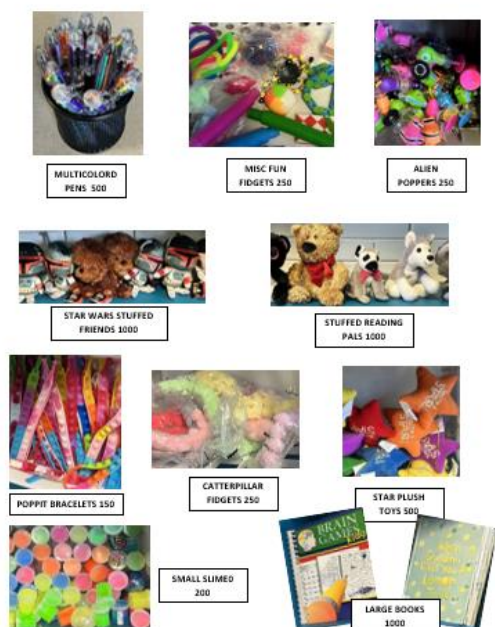 MULTICOLORD
PENS 500
MISC FUN
FIDGETS 250
ALIEN
POPPERS 250
STAR WARS STUFFED
FRIENDS 1000
STUFFED READING
PALS 1000
POPPIT BRACELETS 150
CATTERPILLAR
FIDGETS 250
STAR PLUSH
TOYS 500
SMALL SLIMED
200
BRAIN
GAMES
LARGE BOOKS
1000